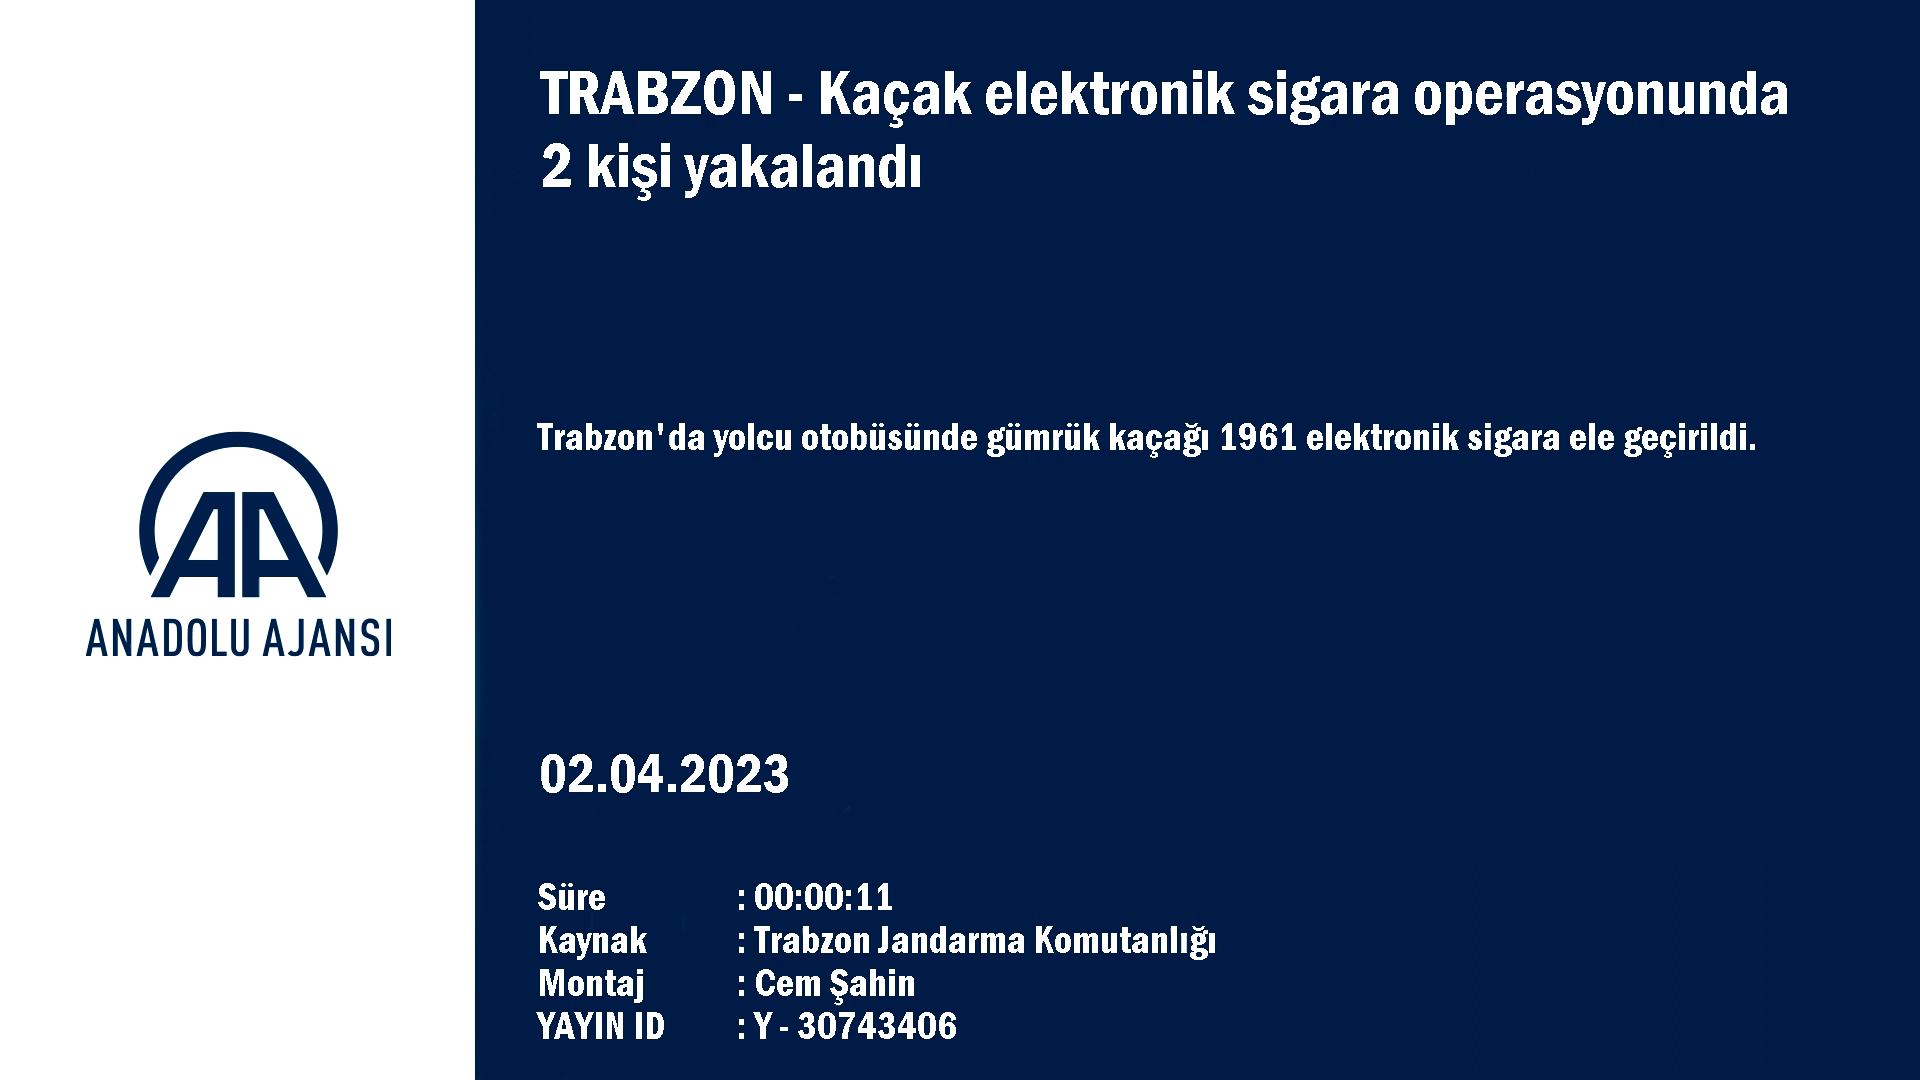 TRABZON - Kaçak elektronik sigara operasyonunda
2 kişi yakalandı
Trabzon'da yolcu otobüsünde gümrük kaçağı 1961 elektronik sigara ele geçirildi.
AA
ANADOLU AJANSI
02.04.2023
Süre : 00:00:11
Kaynak : Trabzon Jandarma Komutanlığı
Montaj : Cem Şahin
YAYIN ID : Y - 30743406